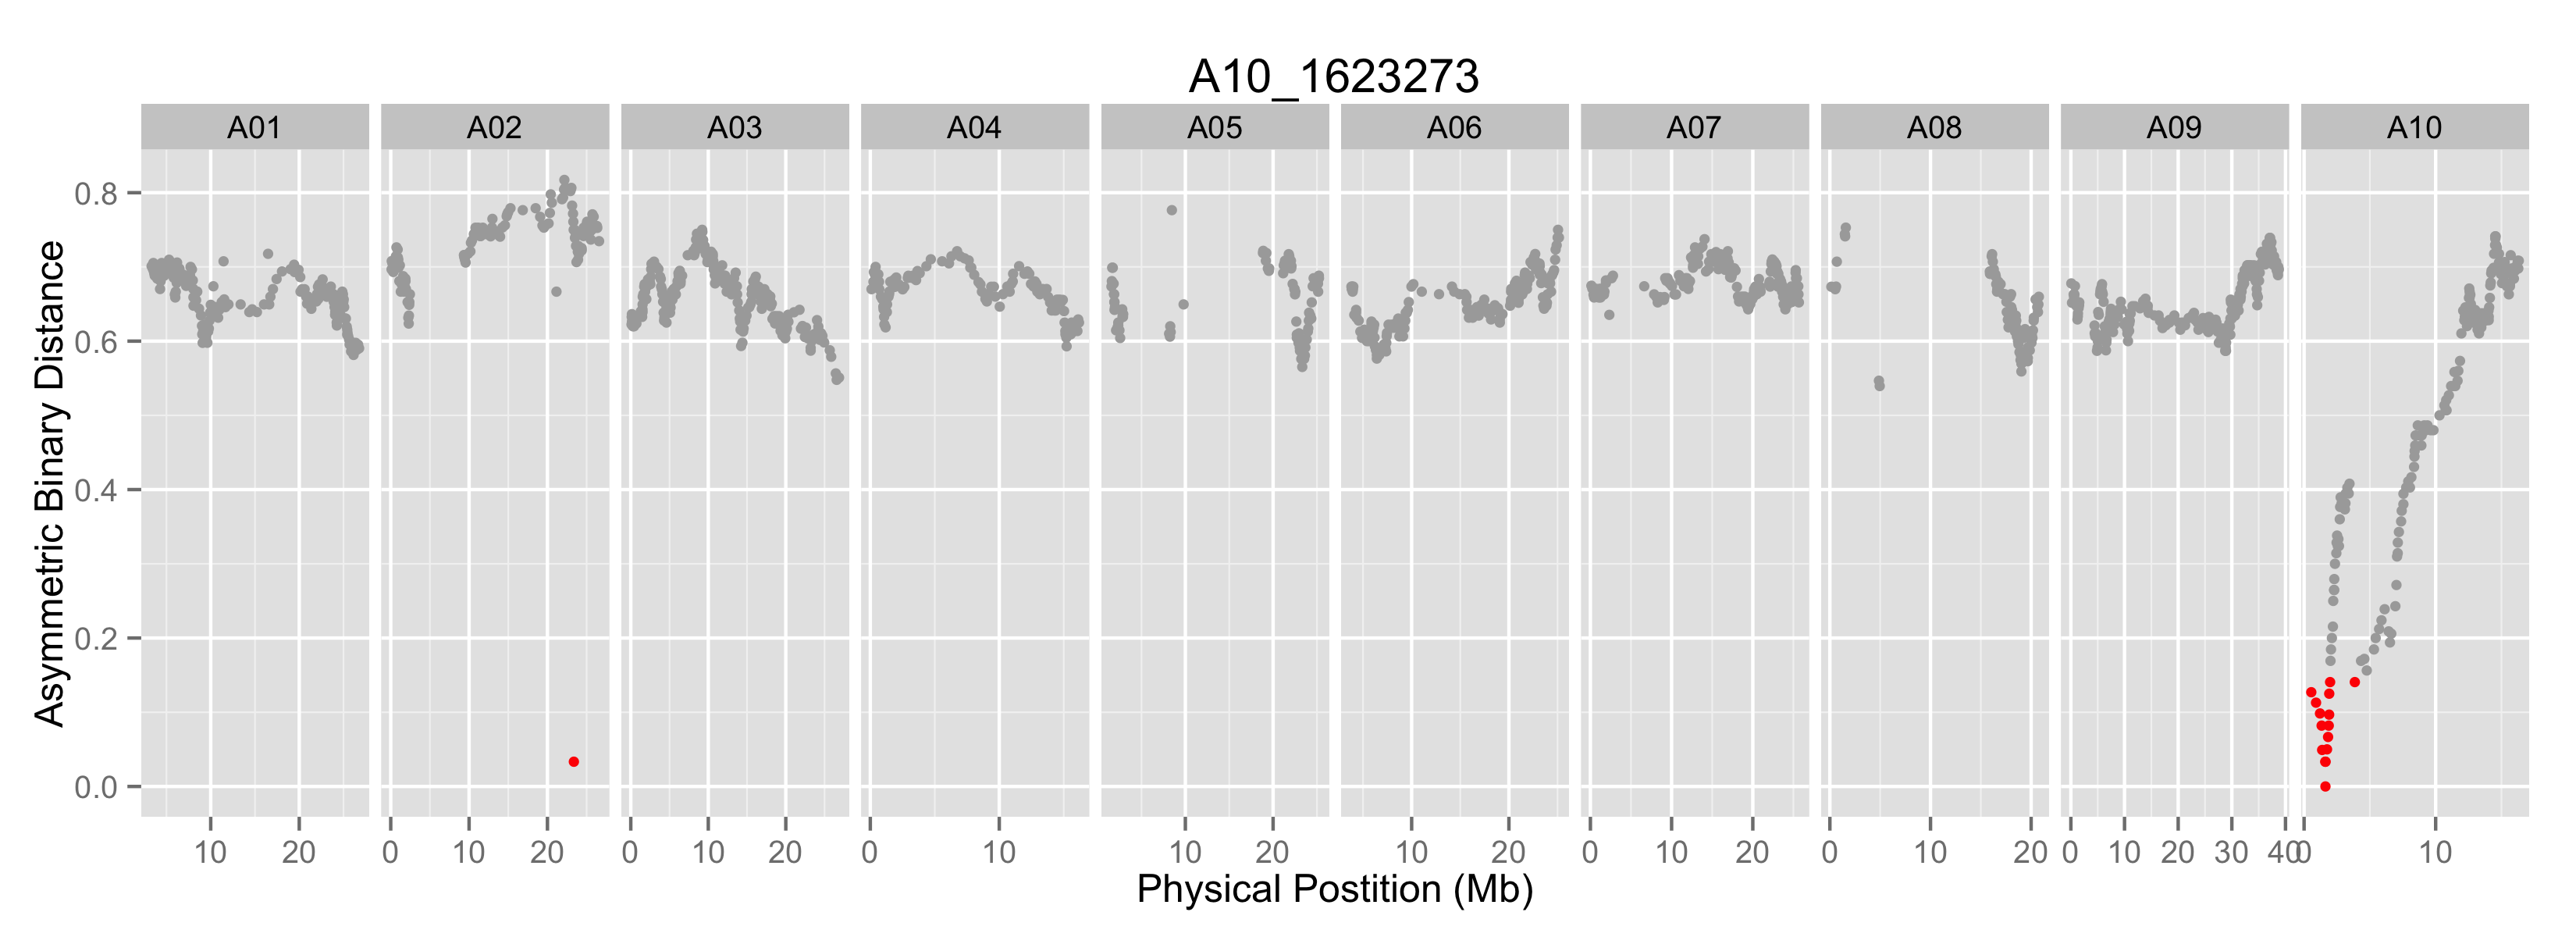 A10_1623273
A01 A02 A03 A04 A05 A06 A07 A08 A09 A10
Asymmetric Binary Distance
0.8
0.6
0.4
0.2
0.0
10 20 0 10 20 0 10 20 0 10 10 20 10 20 0 10 20 0 10 20 0 10 20 30 40 0 10
Physical Postition (Mb)